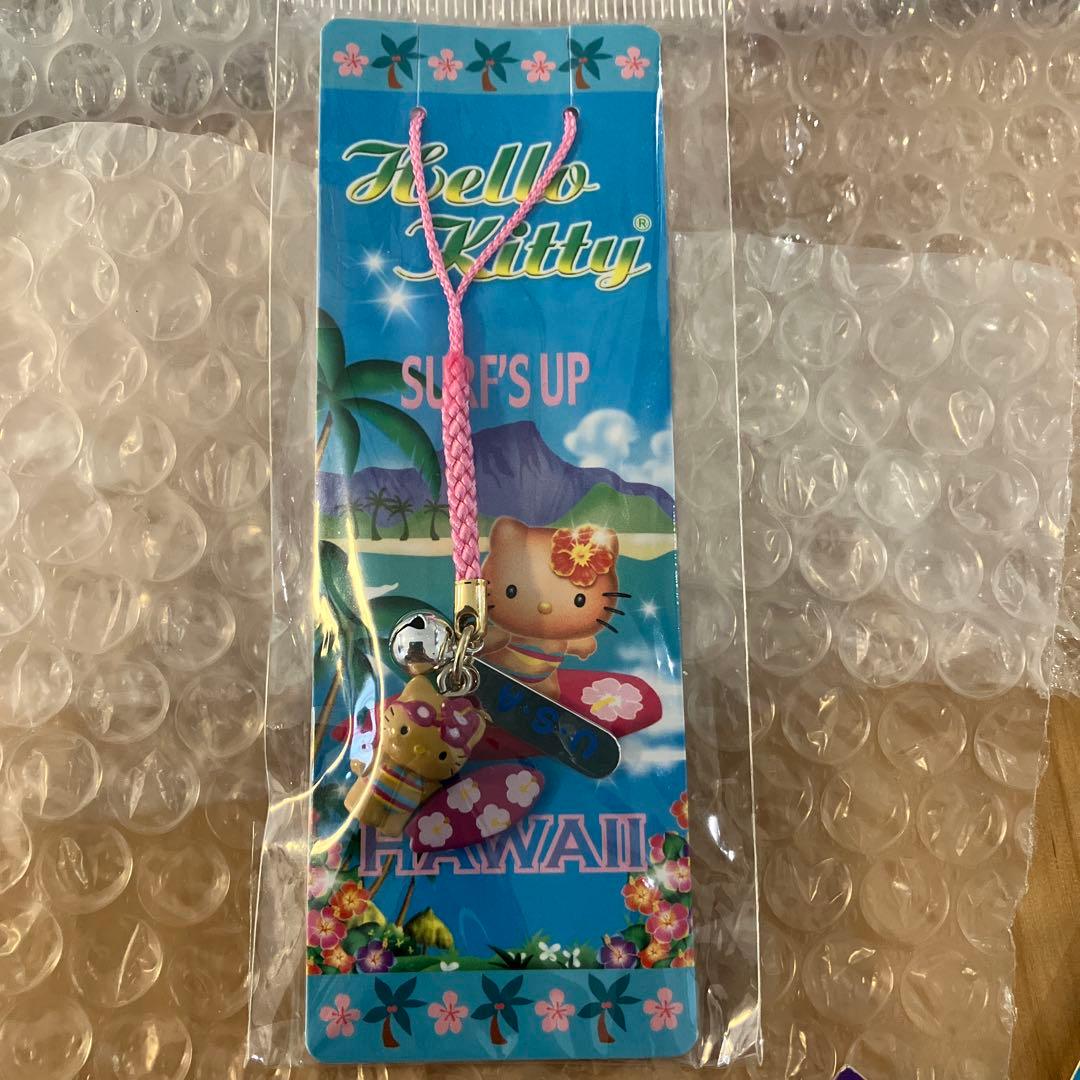 Hello
Kitty®
SURF'S UP
U·S·A
HAWAII